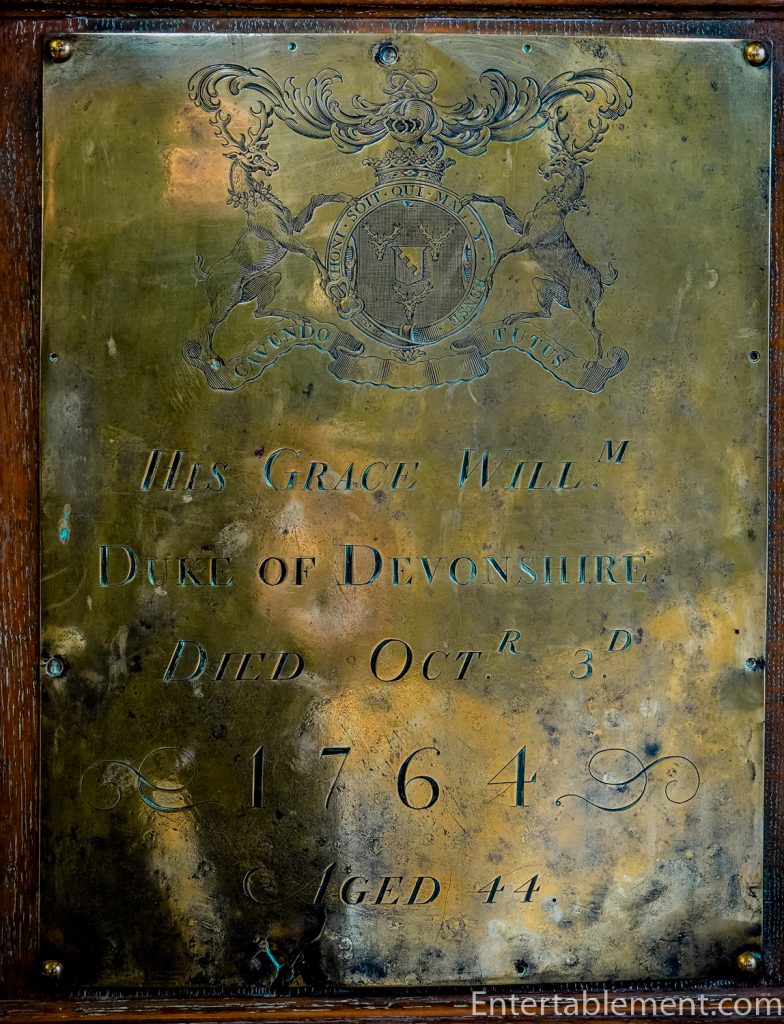 HONI · SOIT · QUI · MAL · Y · PENSE
CAVENDO TUTUS
HIS GRACE WILL.M
DUKE OF DEVONSHIRE.
DIED OCT.R 3.D
1764
AGED 44.
Entertablement.com